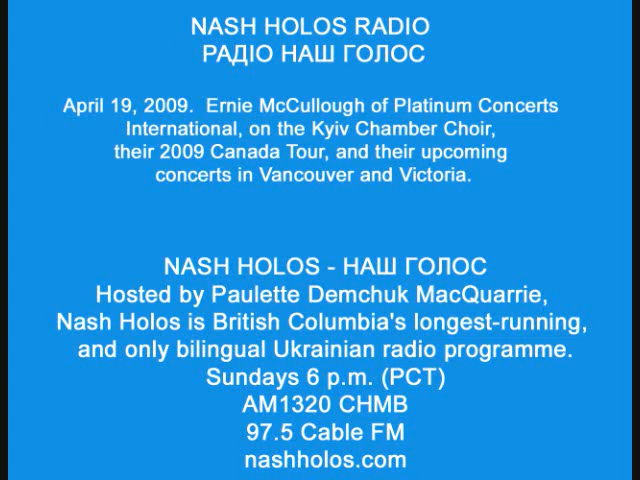 NASH HOLOS RADIO
РАДІО НАШ ГОЛОС
April 19, 2009.  Ernie McCullough of Platinum Concerts
International, on the Kyiv Chamber Choir,
their 2009 Canada Tour, and their upcoming
concerts in Vancouver and Victoria.
NASH HOLOS - НАШ ГОЛОС
Hosted by Paulette Demchuk MacQuarrie,
Nash Holos is British Columbia's longest-running,
and only bilingual Ukrainian radio programme.
Sundays 6 p.m. (PCT)
AM1320 CHMB
97.5 Cable FM
nashholos.com